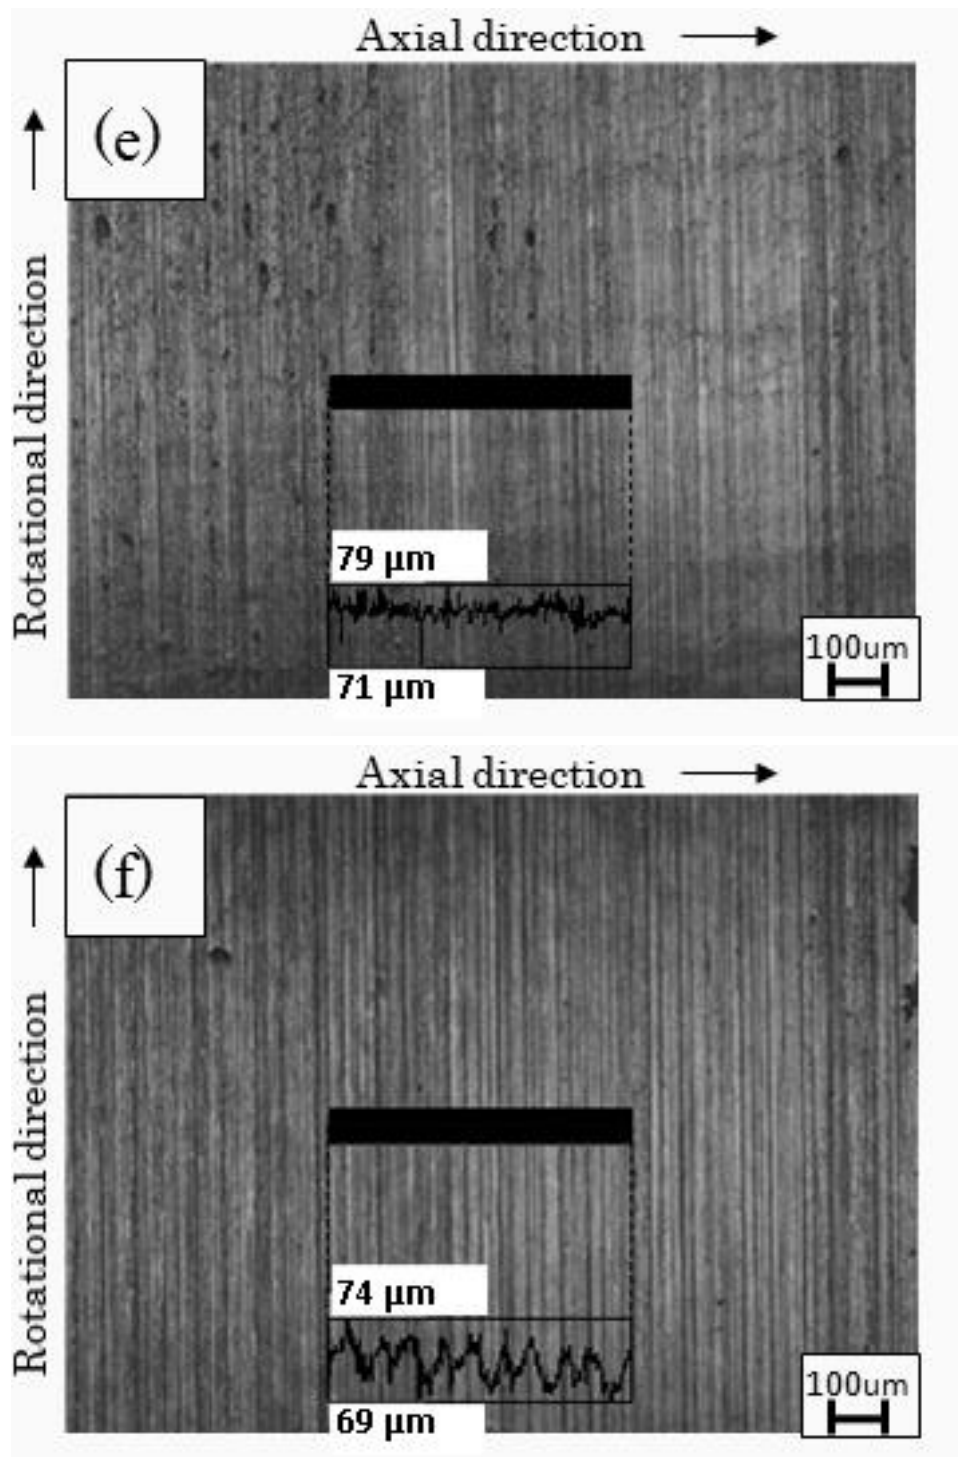 Axial direction
(e)
Rotational direction
79 µm
71 µm
100um
Axial direction
(f)
Rotational direction
74 µm
69 µm
100um